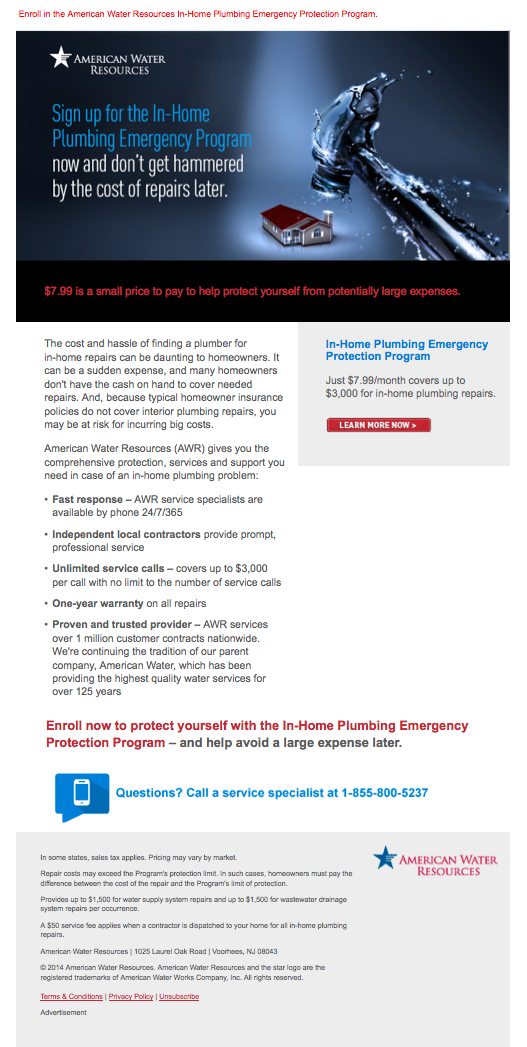 Enroll in the American Water Resources In-Home Plumbing Emergency Protection Program.
AMERICAN WATER
RESOURCES
Sign up for the In-Home
Plumbing Emergency Program
now and don't get hammered
by the cost of repairs later.
$7.99 is a small price to pay to help protect yourself from potentially large expenses.
The cost and hassle of finding a plumber for
in-home repairs can be daunting to homeowners. It
can be a sudden expense, and many homeowners
don't have the cash on hand to cover needed
repairs. And, because typical homeowner insurance
policies do not cover interior plumbing repairs, you
may be at risk for incurring big costs.
American Water Resources (AWR) gives you the
comprehensive protection, services and support you
need in case of an in-home plumbing problem:
• Fast response – AWR service specialists are
available by phone 24/7/365
• Independent local contractors provide prompt,
professional service
• Unlimited service calls – covers up to $3,000
per call with no limit to the number of service calls
• One-year warranty on all repairs
• Proven and trusted provider – AWR services
over 1 million customer contracts nationwide.
We're continuing the tradition of our parent
company, American Water, which has been
providing the highest quality water services for
over 125 years
In-Home Plumbing Emergency
Protection Program
Just $7.99/month covers up to
$3,000 for in-home plumbing repairs.
LEARN MORE NOW >
Enroll now to protect yourself with the In-Home Plumbing Emergency
Protection Program – and help avoid a large expense later.
Questions? Call a service specialist at 1-855-800-5237
AMERICAN WATER
RESOURCES
In some states, sales tax applies. Pricing may vary by market.
Repair costs may exceed the Program's protection limit. In such cases, homeowners must pay the
difference between the cost of the repair and the Program's limit of protection.
Provides up to $1,500 for water supply system repairs and up to $1,500 for wastewater drainage
system repairs per occurrence.
A $50 service fee applies when a contractor is dispatched to your home for all in-home plumbing
repairs.
American Water Resources | 1025 Laurel Oak Road | Voorhees, NJ 08043
© 2014 American Water Resources. American Water Resources and the star logo are the
registered trademarks of American Water Works Company, Inc. All rights reserved.
Terms & Conditions | Privacy Policy | Unsubscribe
Advertisement